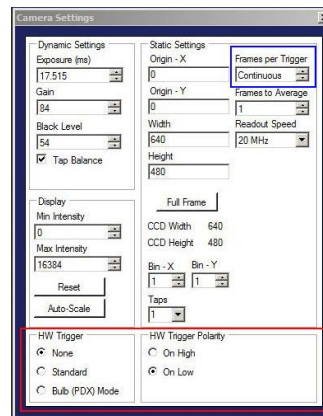 Camera Settings
Dynamic Settings
Exposure (ms)
17.515
Gain
84
Black Level
54
Tap Balance
Display
Min Intensity
0
Max Intensity
16384
Reset
Auto-Scale
Static Settings
Origin - X
0
Origin - Y
0
Width
640
Height
480
Full Frame
CCD Width 640
CCD Height 480
Bin - X Bin - Y
1 1
Taps
1
Frames per Trigger
Continuous
Frames to Average
1
Readout Speed
20 MHz
HW Trigger
None
Standard
Bulb (PDX) Mode
HW Trigger Polarity
On High
On Low